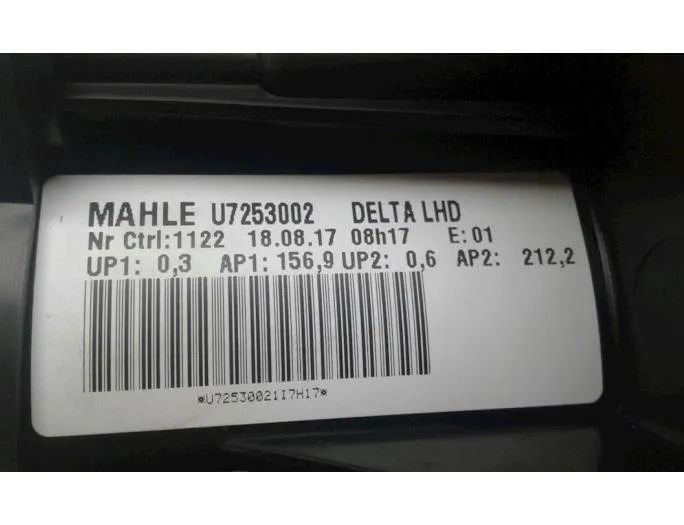 MAHLE U7253002 DELTA LHD
Nr Ctrl:1122 18.08.17 08h17 E:01
UP1: 0,3 AP1: 156,9 UP2: 0,6 AP2: 212,2
*U72530021I7H17*